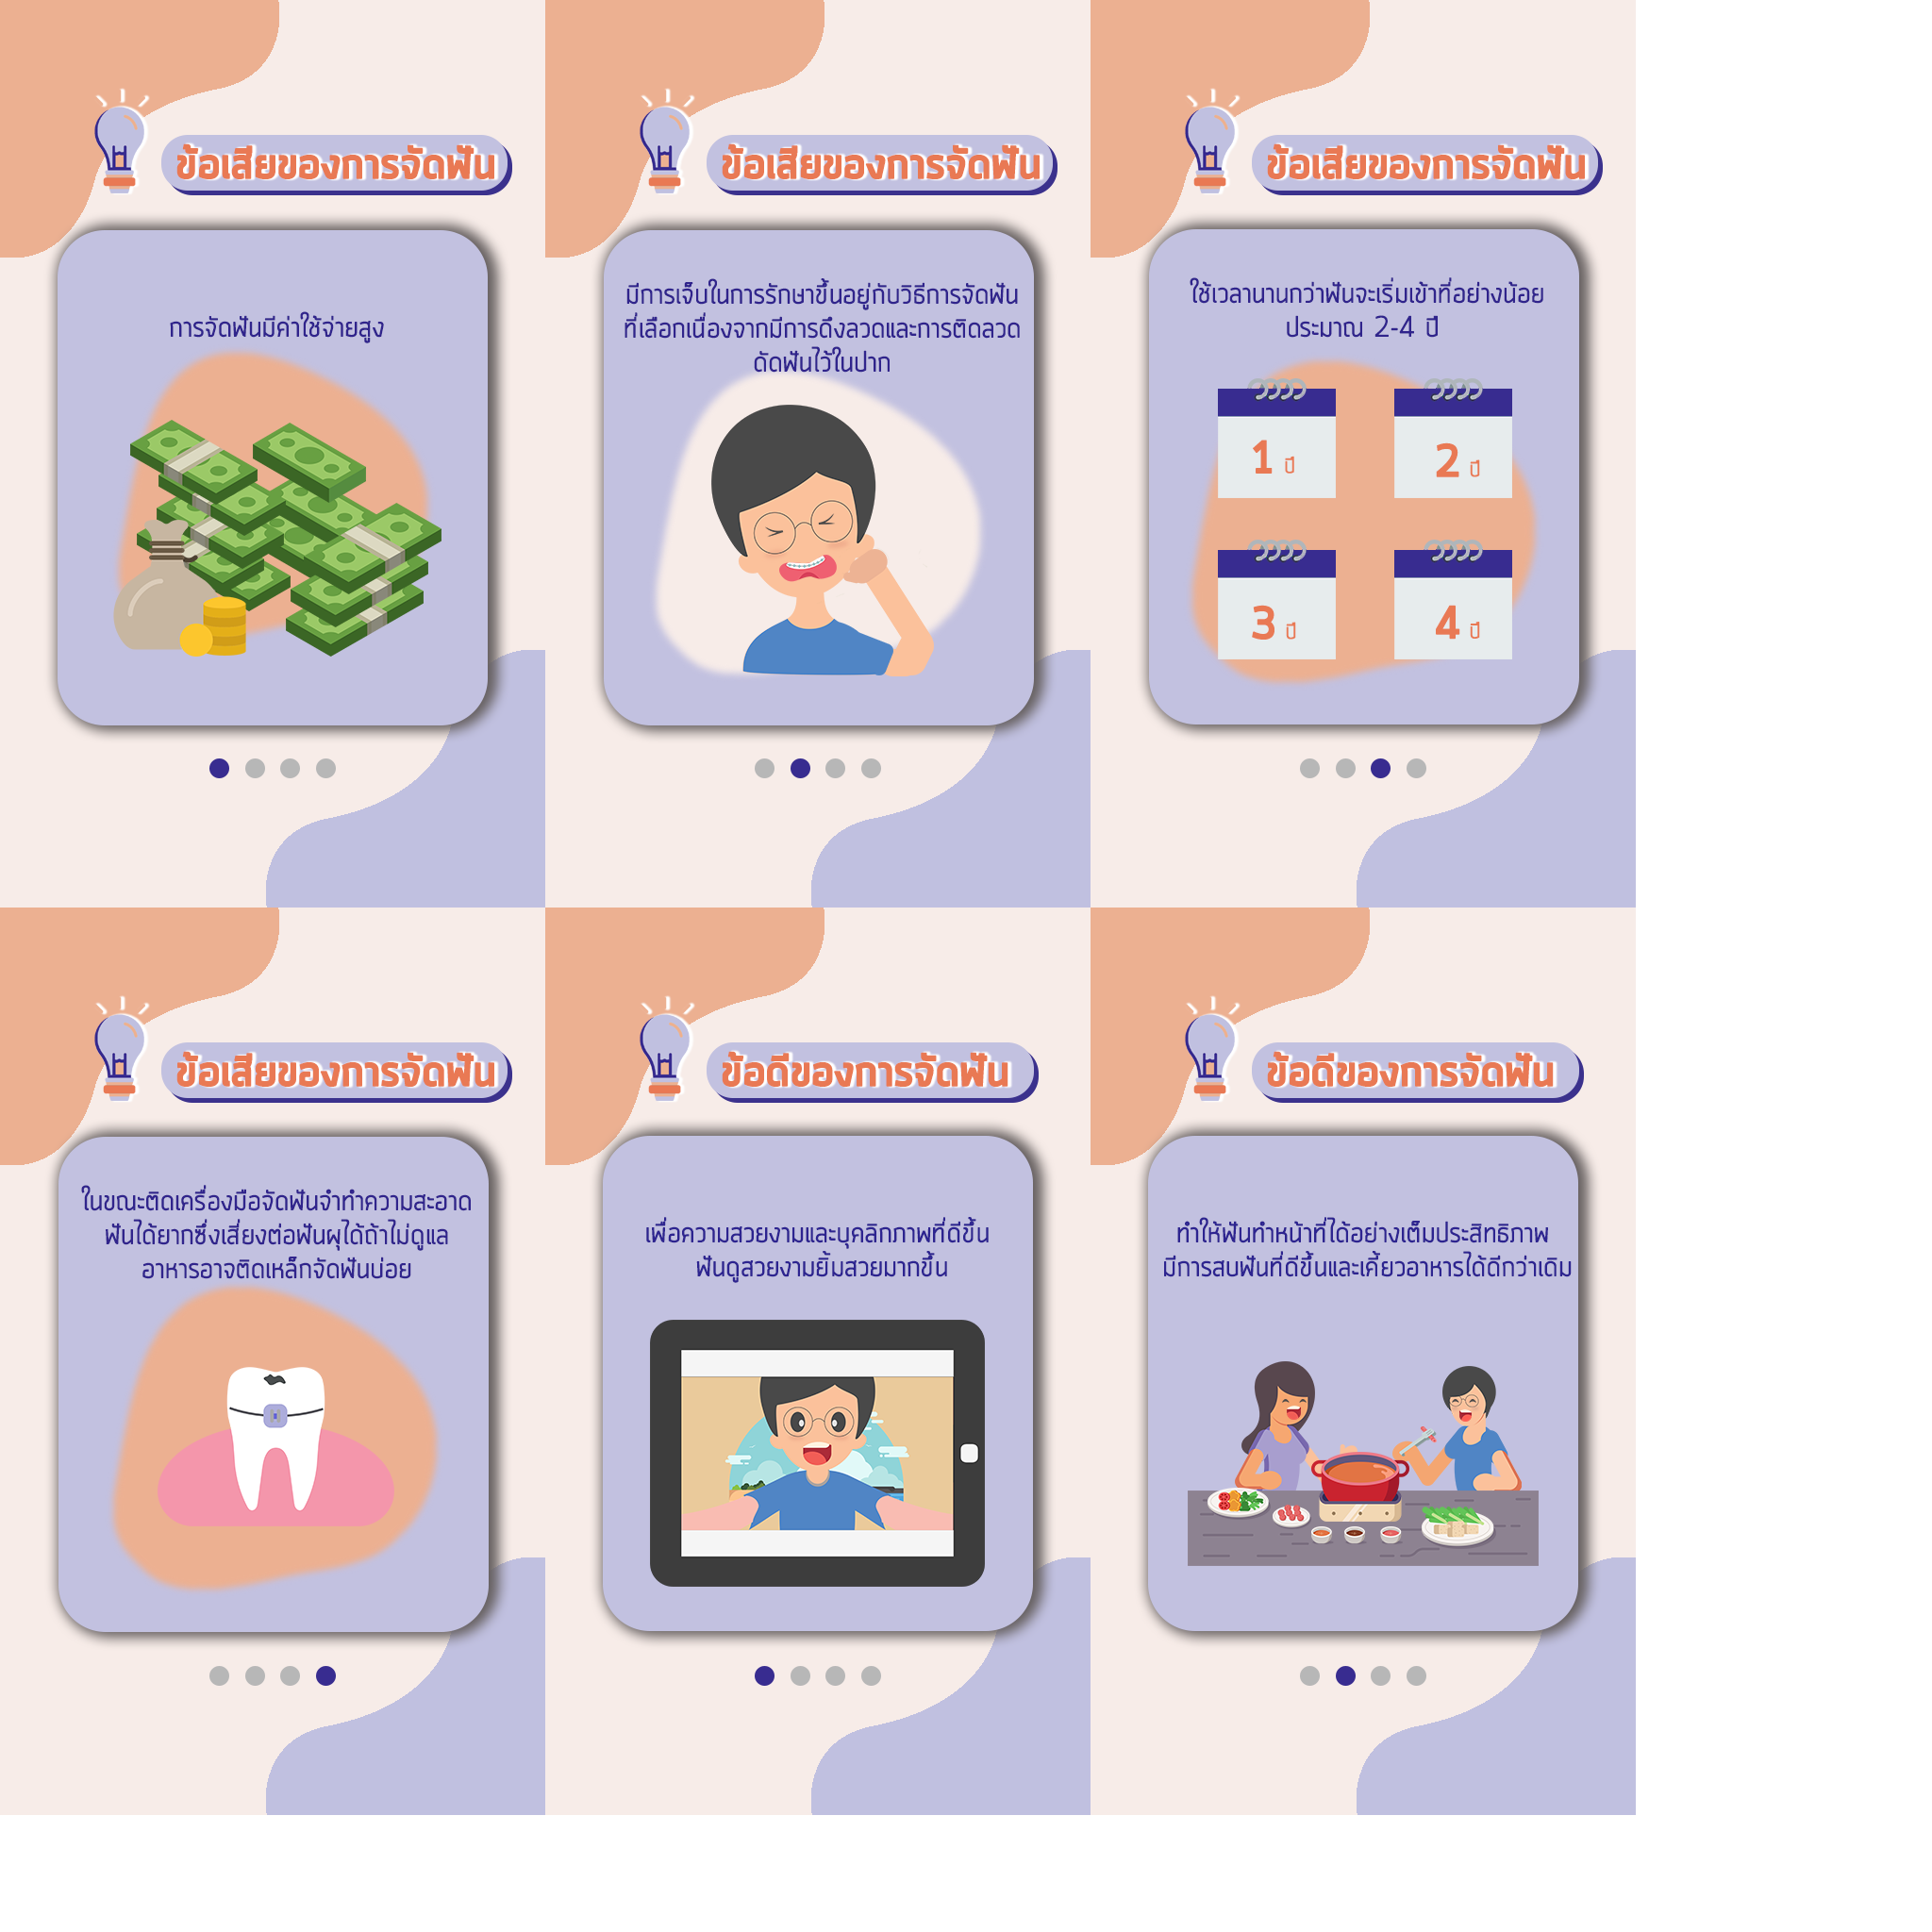 ข้อเสียของการจัดฟัน
การจัดฟันมีค่าใช้จ่ายสูง
ข้อเสียของการจัดฟัน
มีการเจ็บในการรักษาขึ้นอยู่กับวิธีการจัดฟัน
ที่เลือกเนื่องจากมีการดึงลวดและการติดลวด
ดัดฟันไว้ในปาก
ข้อเสียของการจัดฟัน
ใช้เวลานานกว่าฟันจะเริ่มเข้าที่อย่างน้อย
ประมาณ 2-4 ปี
1 ปี
2 ปี
3 ปี
4 ปี
ข้อเสียของการจัดฟัน
ในขณะติดเครื่องมือจัดฟันจำทำความสะอาด
ฟันได้ยากซึ่งเสี่ยงต่อฟันผุได้ถ้าไม่ดูแล
อาหารอาจติดเหล็กจัดฟันบ่อย
ข้อดีของการจัดฟัน
เพื่อความสวยงามและบุคลิกภาพที่ดีขึ้น
ฟันดูสวยงามยิ้มสวยมากขึ้น
ข้อดีของการจัดฟัน
ทำให้ฟันทำหน้าที่ได้อย่างเต็มประสิทธิภาพ
มีการสบฟันที่ดีขึ้นและเคี้ยวอาหารได้ดีกว่าเดิม